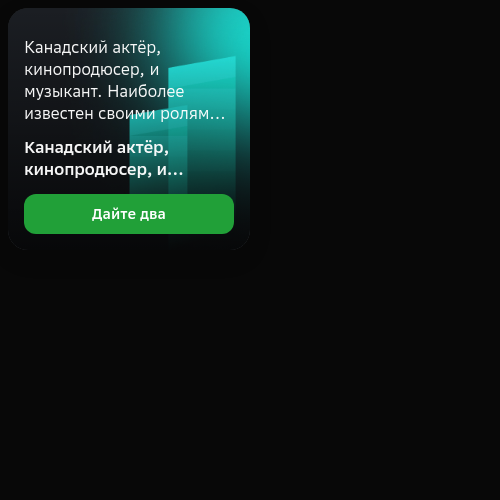 Канадский актёр,
кинопродюсер, и
музыкант. Наиболее
известен своими ролям…
Канадский актёр,
кинопродюсер, и…
Дайте два